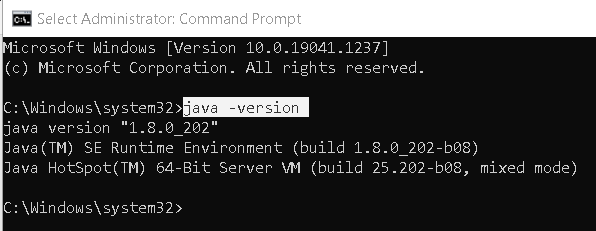 Select Administrator: Command Prompt
Microsoft Windows [Version 10.0.19041.1237]
(c) Microsoft Corporation. All rights reserved.
C:\Windows\system32>java -version
java version "1.8.0_202"
Java(TM) SE Runtime Environment (build 1.8.0_202-b08)
Java HotSpot(TM) 64-Bit Server VM (build 25.202-b08, mixed mode)
C:\Windows\system32>